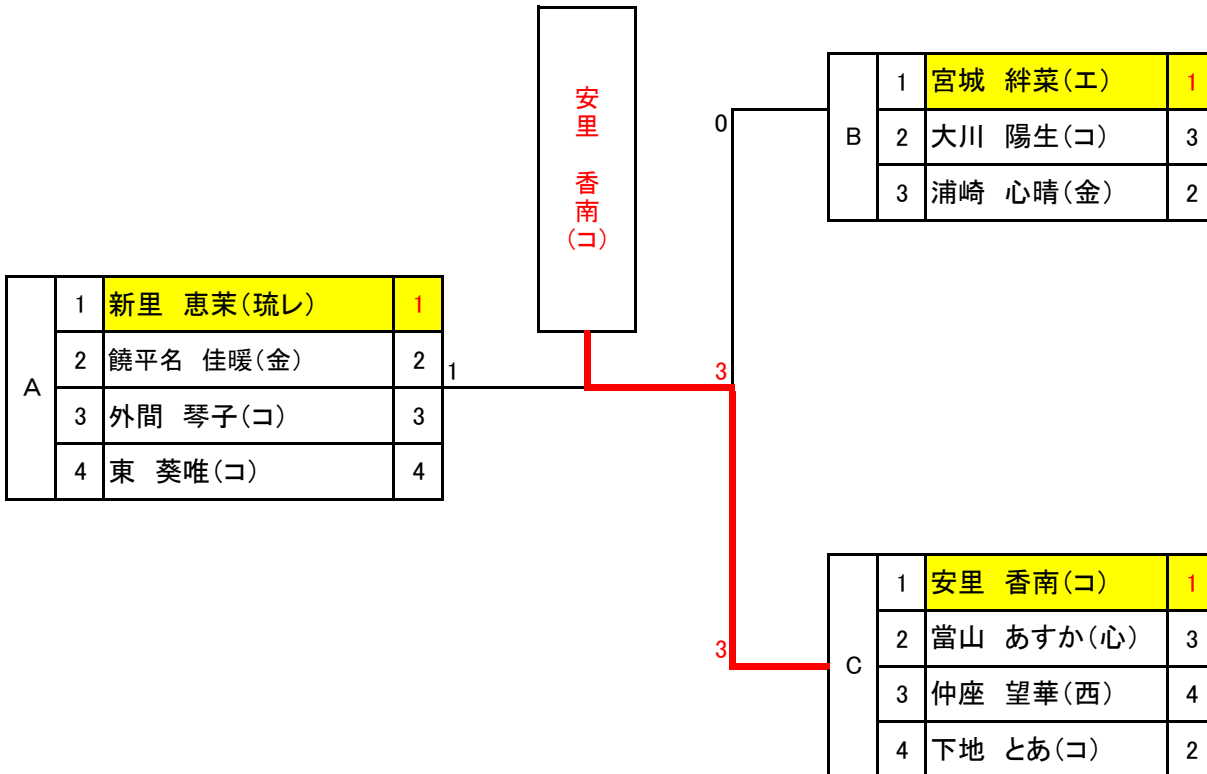 安里 香南(コ)
A
1 新里 恵茉(琉レ) 1
2 饒平名 佳暖(金) 2
3 外間 琴子(コ) 3
4 東 葵唯(コ) 4
1
0
3
3
B
1 宮城 絆菜(エ) 1
2 大川 陽生(コ) 3
3 浦崎 心晴(金) 2
C
1 安里 香南(コ) 1
2 當山 あすか(心) 3
3 仲座 望華(西) 4
4 下地 とあ(コ) 2